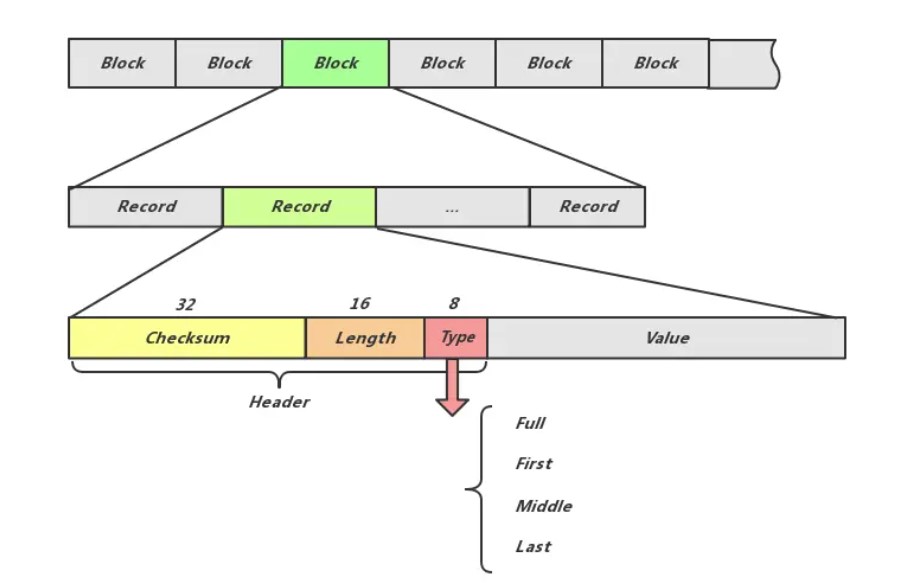 Block Block Block Block Block Block
Record Record ... Record
32 16 8
Checksum Length Type Value
Header
Full
First
Middle
Last